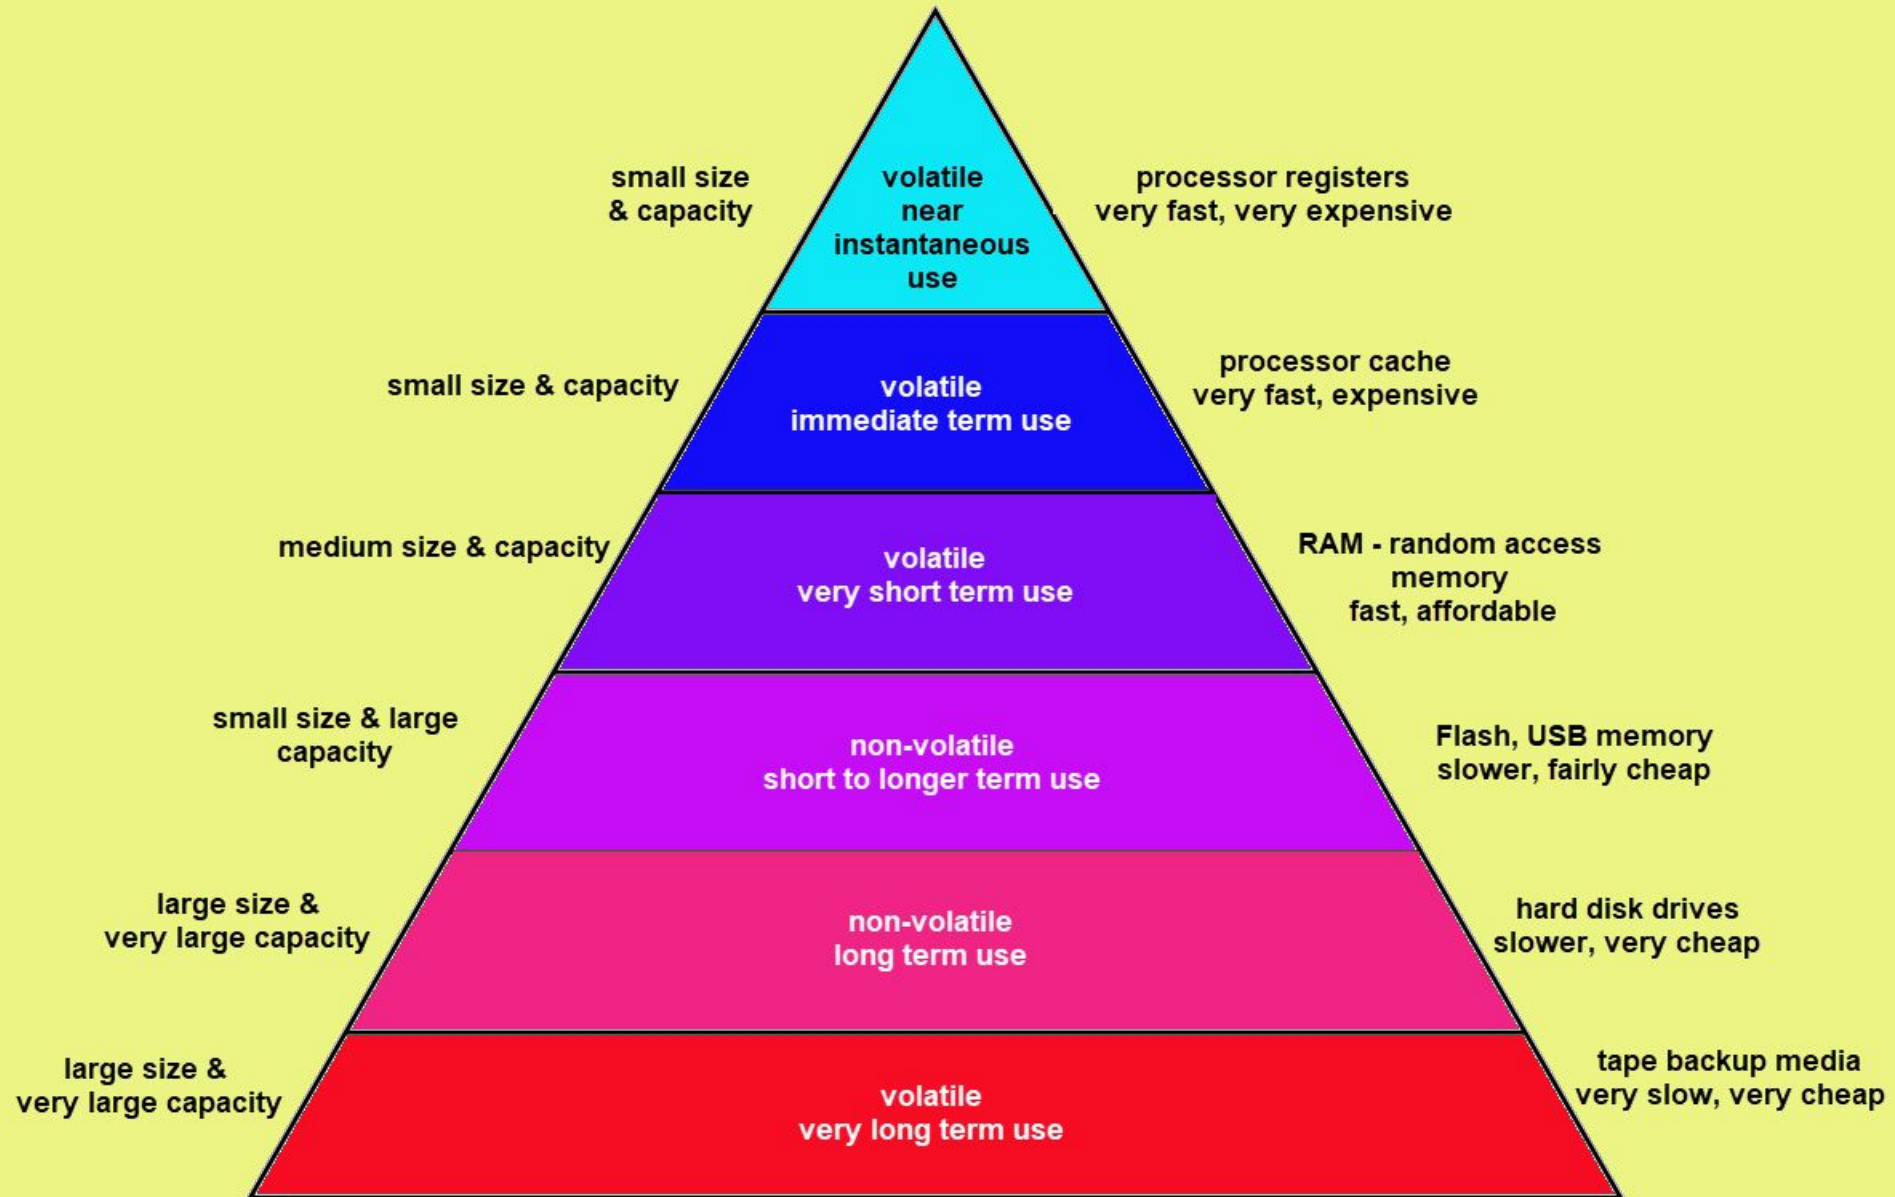 small size
& capacity
volatile
near
instantaneous
use
processor registers
very fast, very expensive
small size & capacity
volatile
immediate term use
processor cache
very fast, expensive
medium size & capacity
volatile
very short term use
RAM - random access
memory
fast, affordable
small size & large
capacity
non-volatile
short to longer term use
Flash, USB memory
slower, fairly cheap
large size &
very large capacity
non-volatile
long term use
hard disk drives
slower, very cheap
large size &
very large capacity
volatile
very long term use
tape backup media
very slow, very cheap